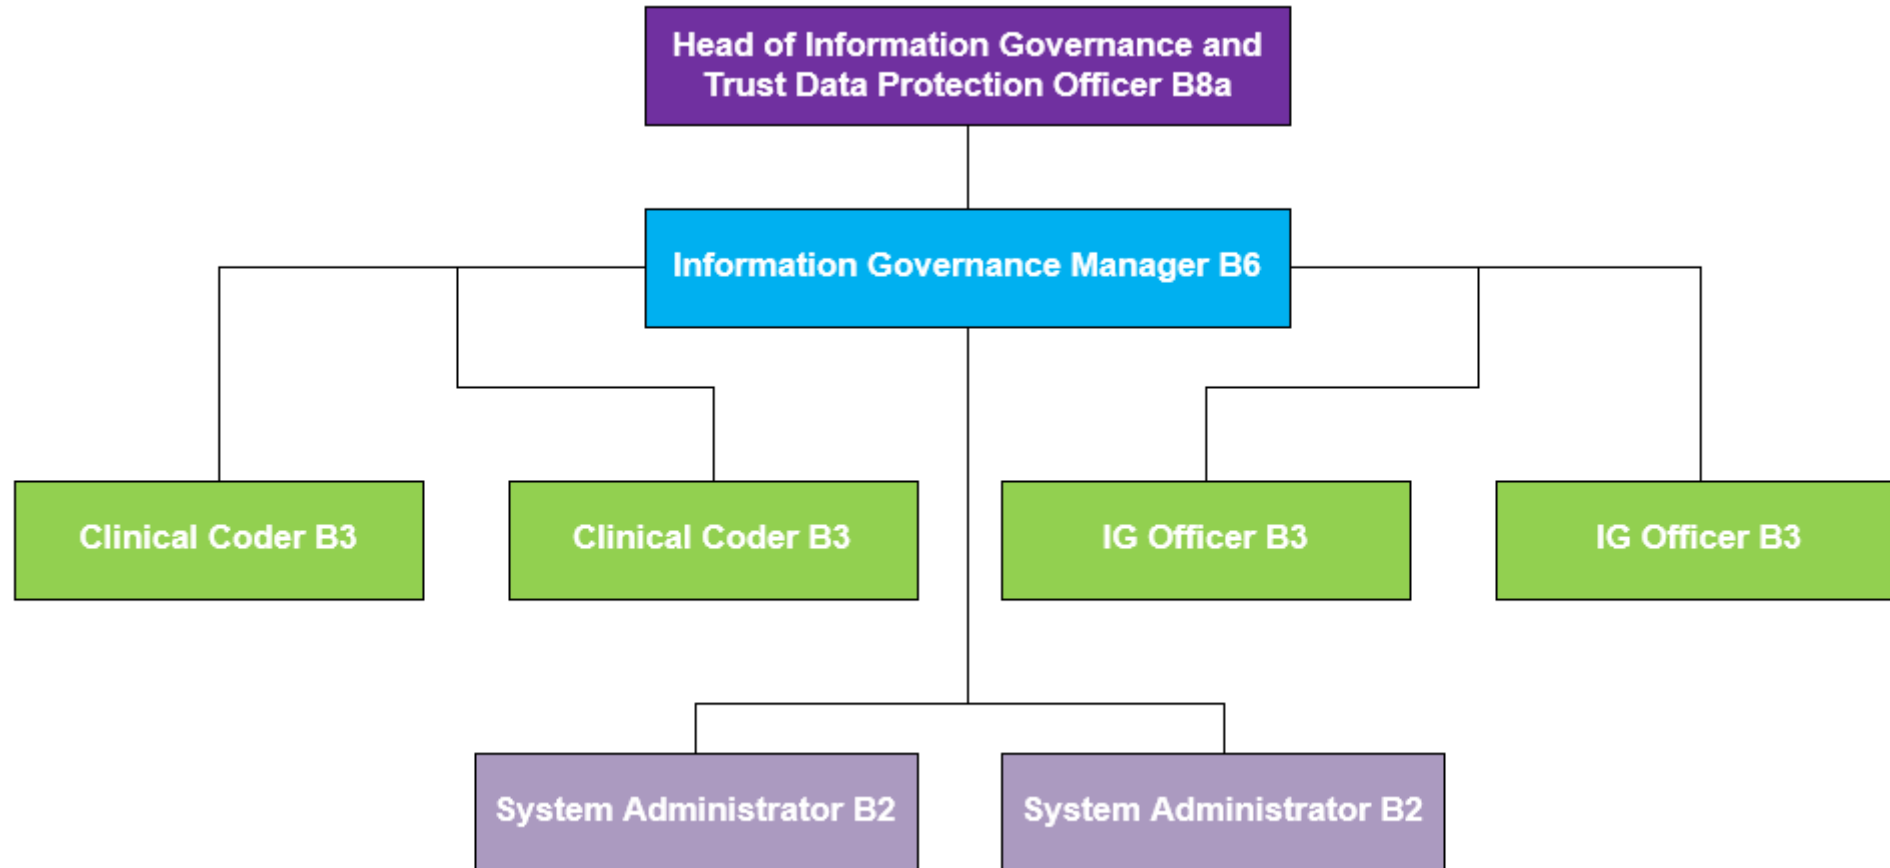 Head of Information Governance and
Trust Data Protection Officer B8a
Information Governance Manager B6
Clinical Coder B3
Clinical Coder B3
IG Officer B3
IG Officer B3
System Administrator B2
System Administrator B2